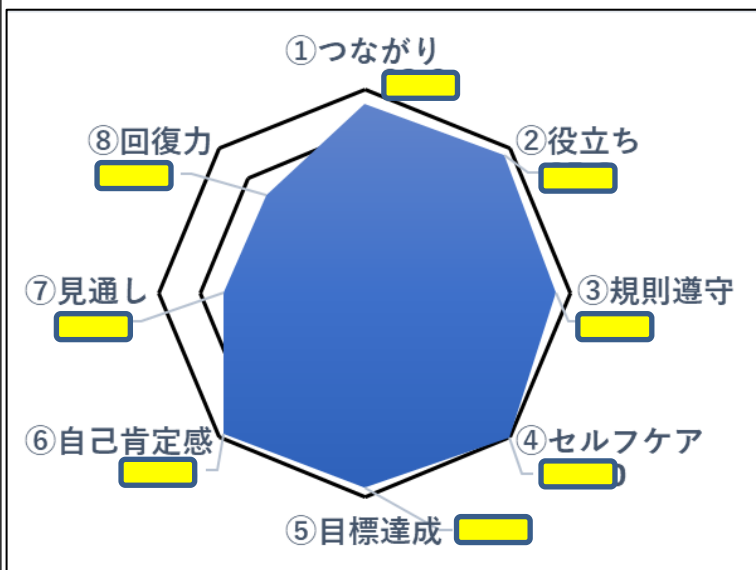 ①つながり
②役立ち
③規則遵守
④セルフケア
⑤目標達成
⑥自己肯定感
⑦見通し
⑧回復力